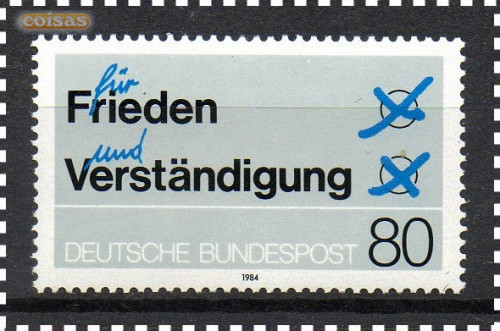 coisas
für
Frieden
und
Verständigung
DEUTSCHE BUNDESPOST 80
1984